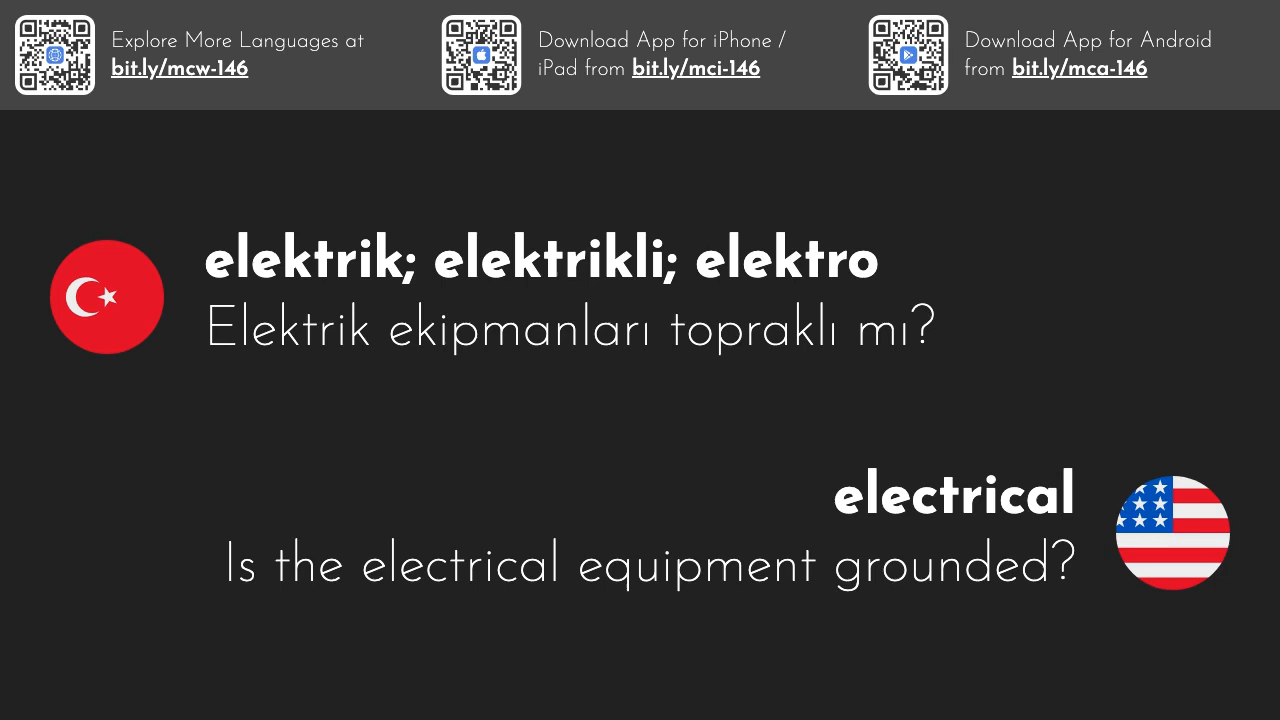 Explore More Languages at
bit.ly/mcw-146
Download App for iPhone /
iPad from bit.ly/mci-146
Download App for Android
from bit.ly/mca-146
elektrik; elektrikli; elektro
Elektrik ekipmanları topraklı mı?
electrical
Is the electrical equipment grounded?